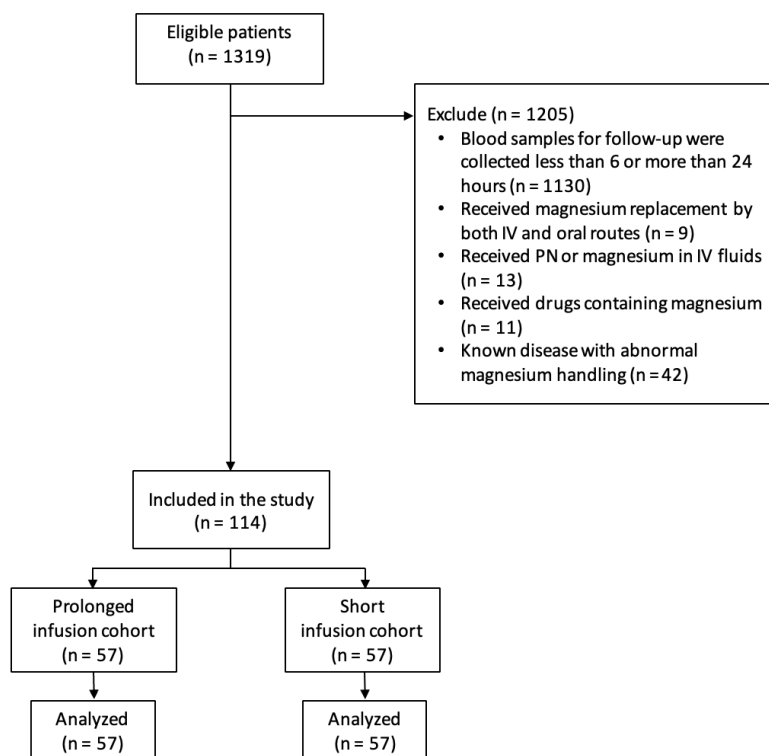 Eligible patients
(n = 1319)
Exclude (n = 1205)
• Blood samples for follow-up were
collected less than 6 or more than 24
hours (n = 1130)
• Received magnesium replacement by
both IV and oral routes (n = 9)
• Received PN or magnesium in IV fluids
(n = 13)
• Received drugs containing magnesium
(n = 11)
• Known disease with abnormal
magnesium handling (n = 42)
Included in the study
(n = 114)
Prolonged
infusion cohort
(n = 57)
Short
infusion cohort
(n = 57)
Analyzed
(n = 57)
Analyzed
(n = 57)